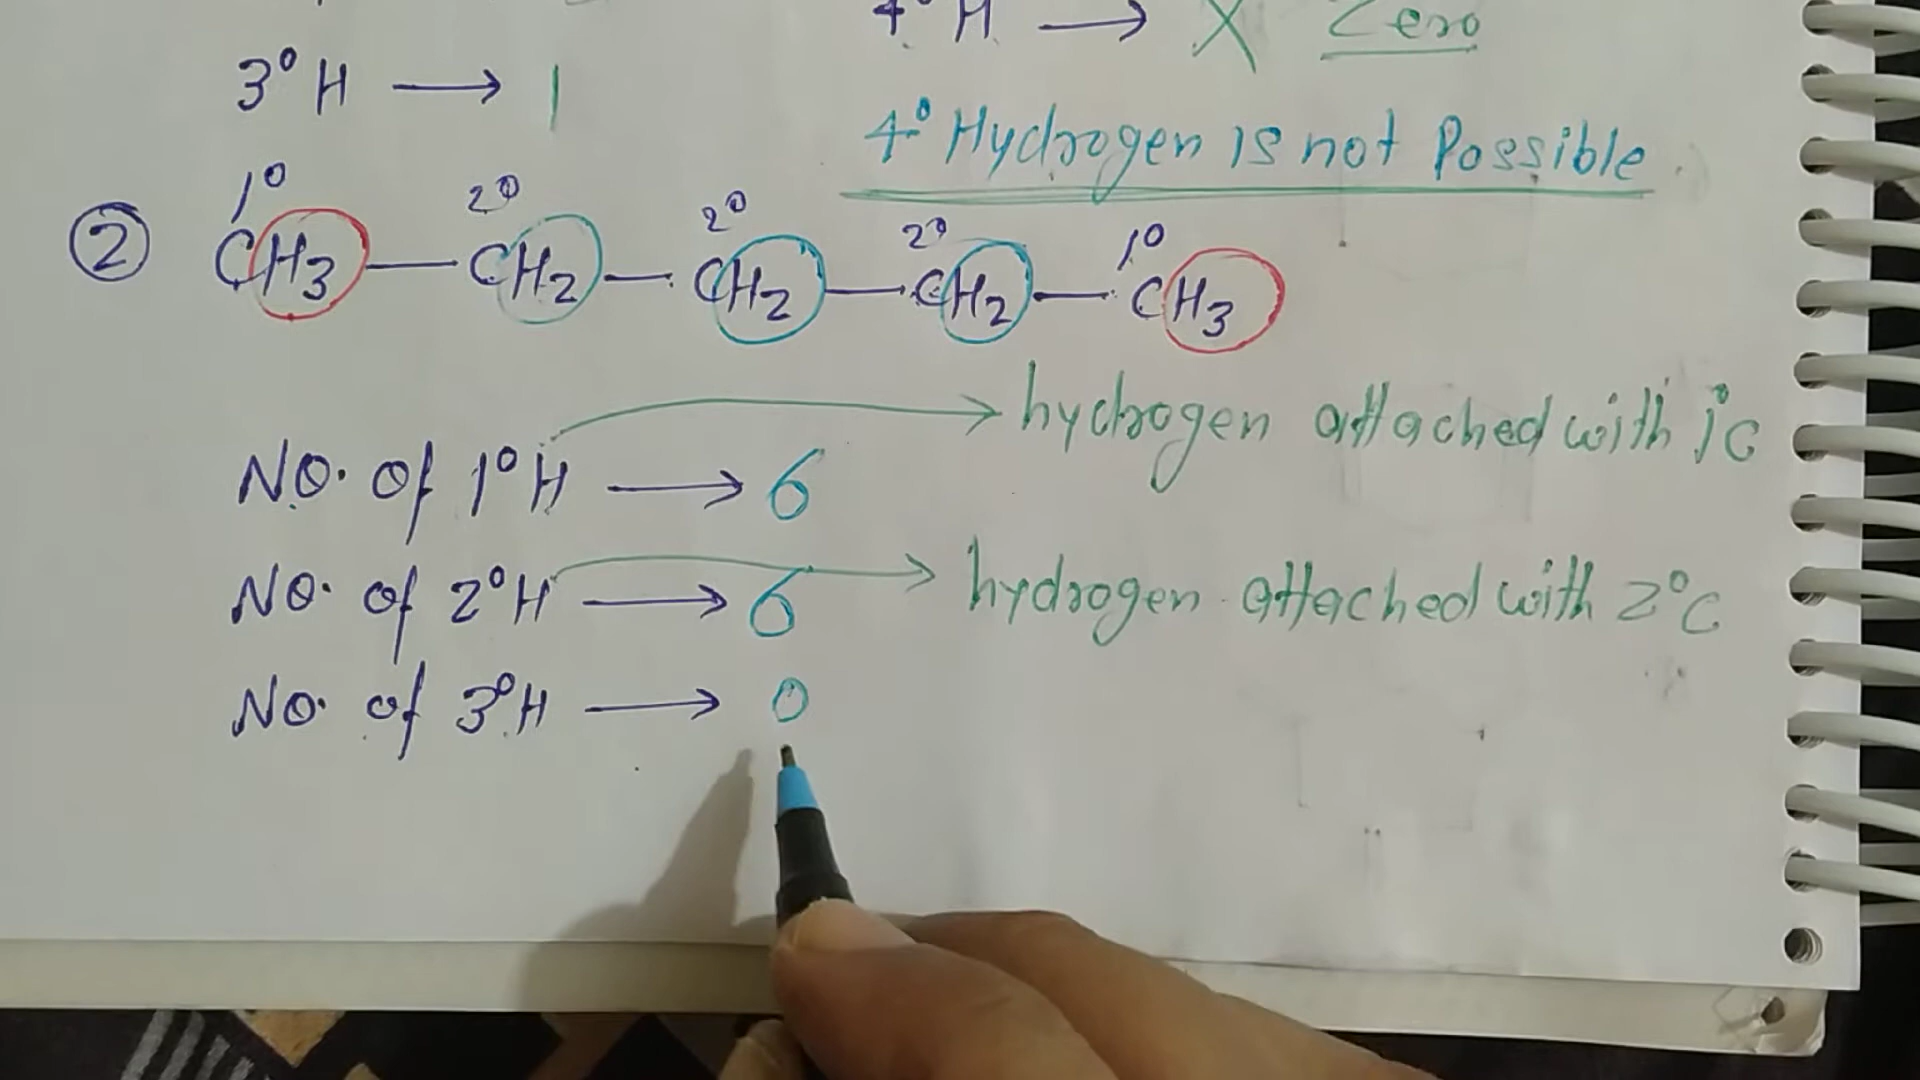 4° H → X Zero
3° H → 1
4° Hydrogen is not Possible
1° 2° 2° 2° 1°
② CH3 — CH2 — CH2 — CH2 — CH3
hydrogen attached with 1°C
No. of 1° H → 6
No. of 2° H → 6 hydrogen attached with 2°C
No. of 3° H → 0